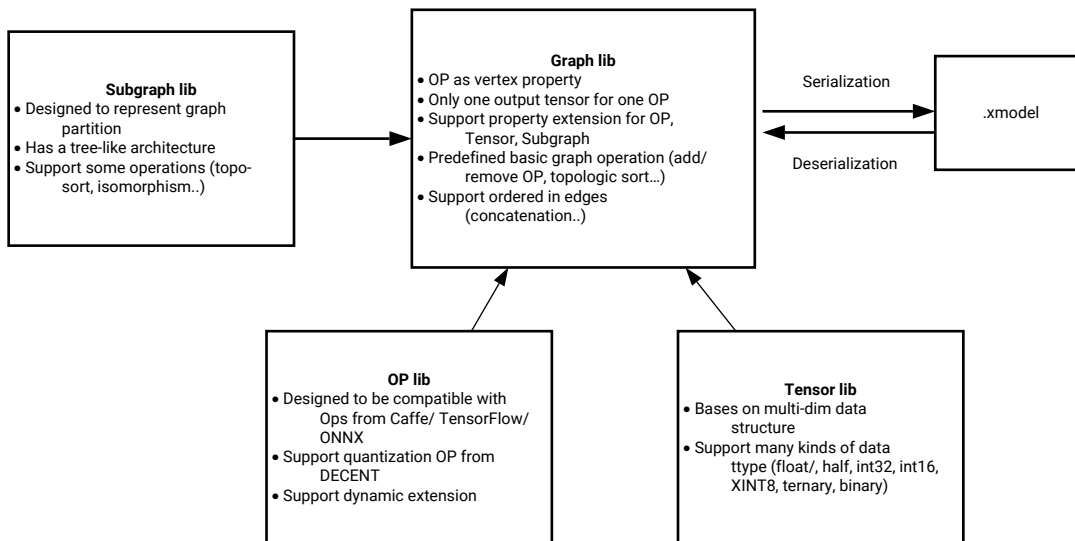 Subgraph lib
• Designed to represent graph
partition
• Has a tree-like architecture
• Support some operations (topo-
sort, isomorphism..)
Graph lib
• OP as vertex property
• Only one output tensor for one OP
• Support property extension for OP,
Tensor, Subgraph
• Predefined basic graph operation (add/
remove OP, topologic sort…)
• Support ordered in edges
(concatenation..)
Serialization
Deserialization
.xmodel
OP lib
• Designed to be compatible with
Ops from Caffe/ TensorFlow/
ONNX
• Support quantization OP from
DECENT
• Support dynamic extension
Tensor lib
• Bases on multi-dim data
structure
• Support many kinds of data
ttype (float/, half, int32, int16,
XINT8, ternary, binary)